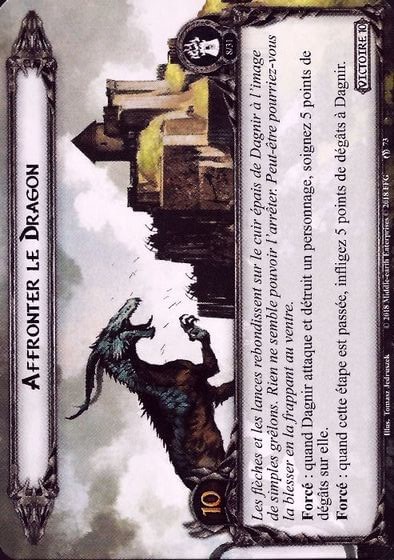 AFFRONTER LE DRAGON
8/31
10
Les flèches et les lances rebondissent sur le cuir épais de Dagnir à l'image
de simples grêlons. Rien ne semble pouvoir l'arrêter. Peut-être pourriez-vous
la blesser en la frappant au ventre.
Forcé : quand Dagnir attaque et détruit un personnage, soignez 5 points de
dégâts sur elle.
Forcé : quand cette étape est passée, infligez 5 points de dégâts à Dagnir.
VICTOIRE 10
Illus. Tomasz Jedruszek
© 2018 Middle-earth Enterprises © 2018 FFG
73